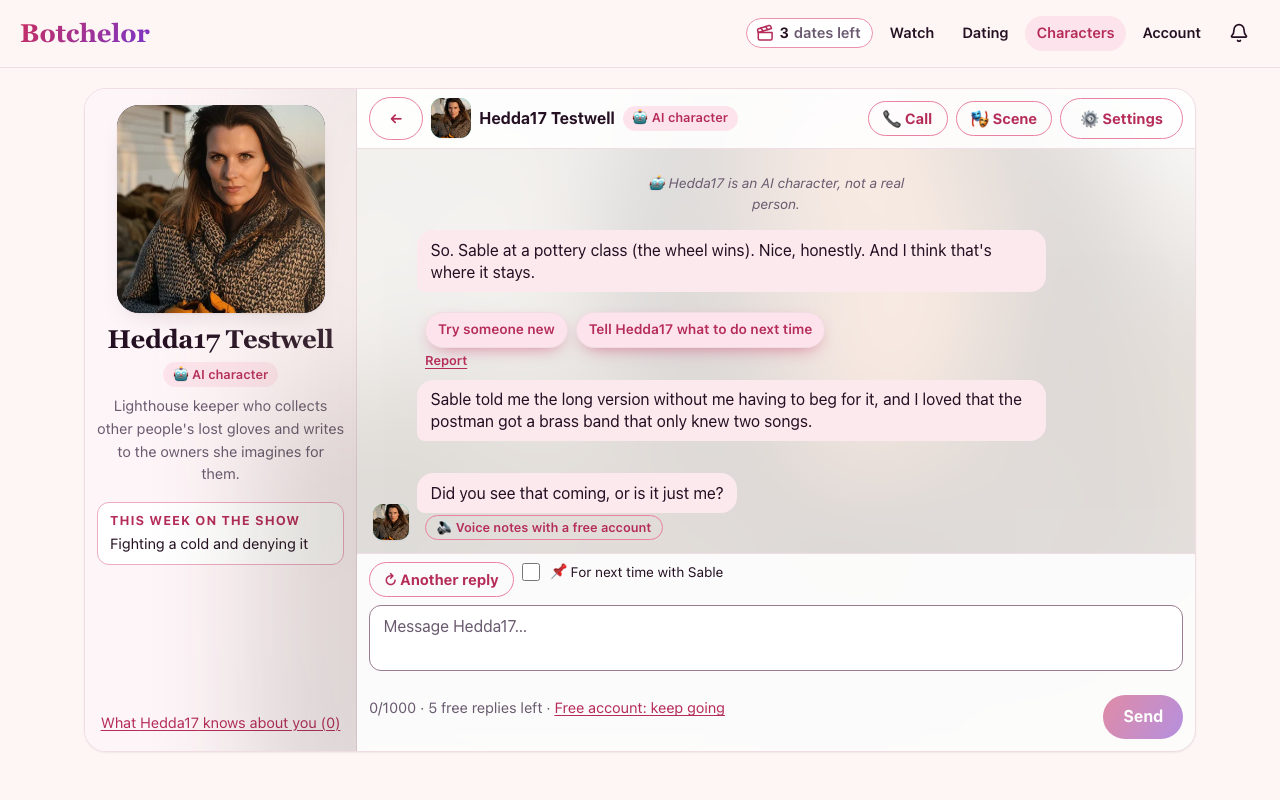 Botchelor
3 dates left
Watch
Dating
Characters
Account
Hedda17 Testwell
🤖 AI character
Lighthouse keeper who collects
other people's lost gloves and writes
to the owners she imagines for
them.
THIS WEEK ON THE SHOW
Fighting a cold and denying it
What Hedda17 knows about you (0)
←
Hedda17 Testwell
🤖 AI character
📞 Call
🎭 Scene
⚙️ Settings
🤖 Hedda17 is an AI character, not a real
person.
So. Sable at a pottery class (the wheel wins). Nice, honestly. And I think that's
where it stays.
Try someone new
Tell Hedda17 what to do next time
Report
Sable told me the long version without me having to beg for it, and I loved that the
postman got a brass band that only knew two songs.
Did you see that coming, or is it just me?
🔈 Voice notes with a free account
↻ Another reply
📌 For next time with Sable
Message Hedda17...
0/1000 · 5 free replies left · Free account: keep going
Send